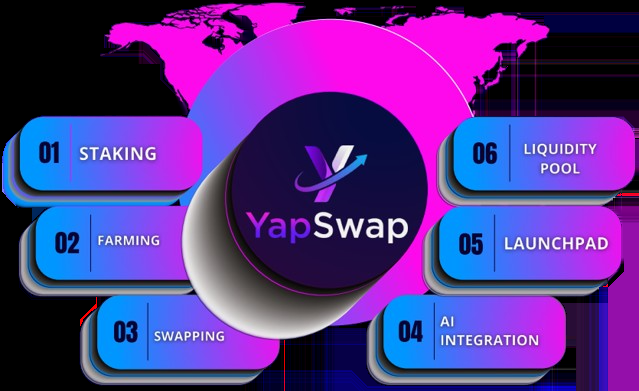 01 STAKING
02 FARMING
03 SWAPPING
YapSwap
06 LIQUIDITY
POOL
05 LAUNCHPAD
04 AI
INTEGRATION